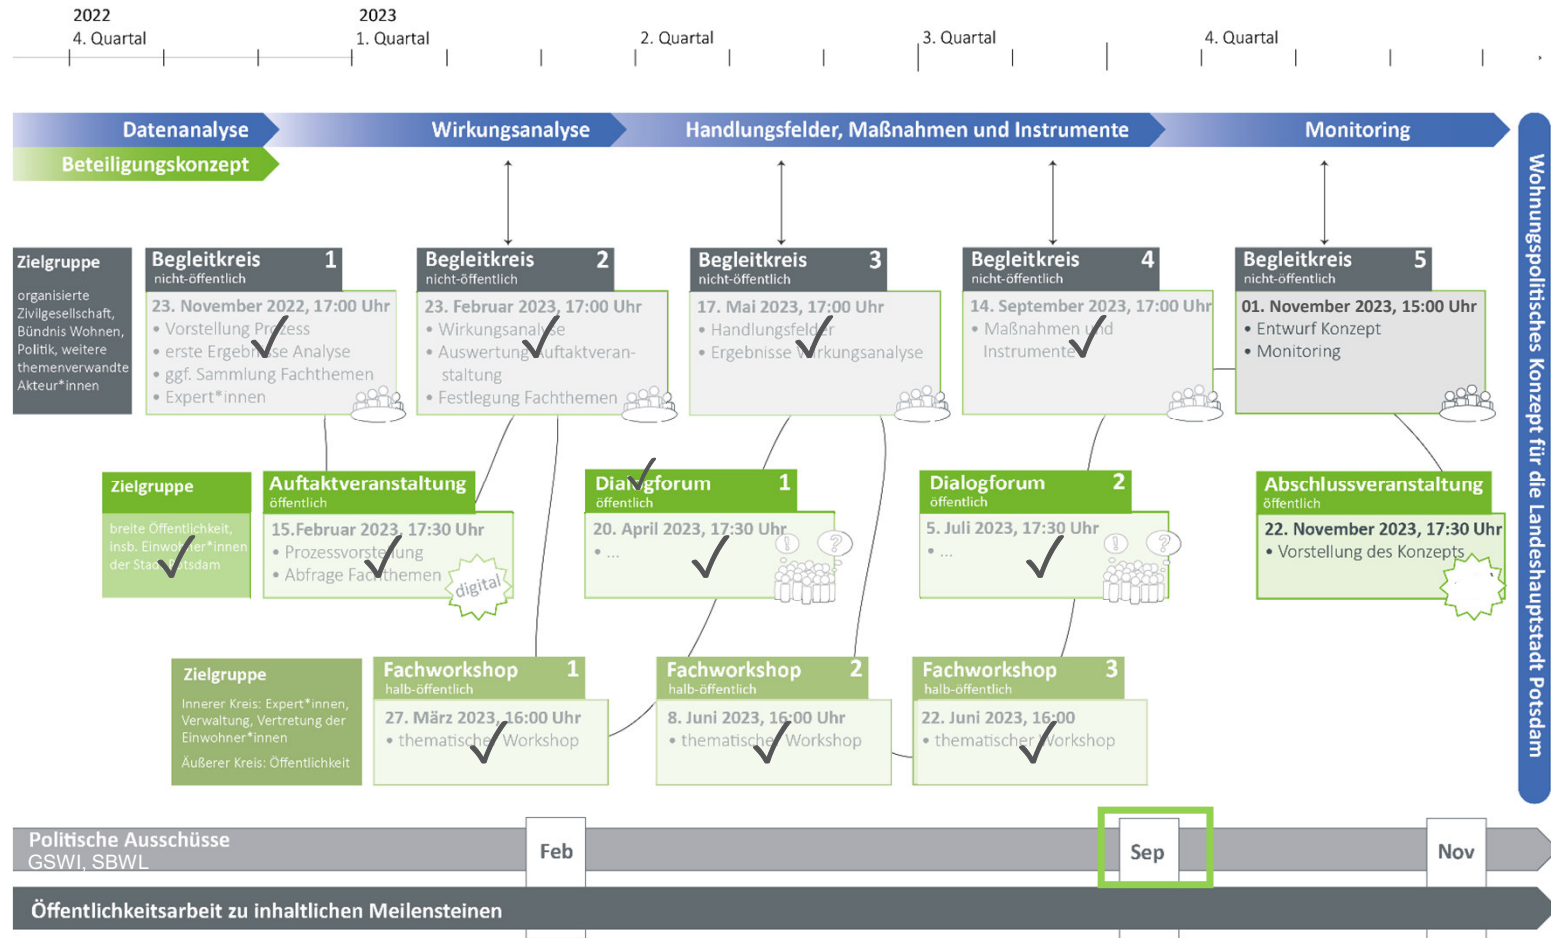 2022
4. Quartal
2023
1. Quartal
2. Quartal
3. Quartal
4. Quartal
Datenanalyse
Wirkungsanalyse
Handlungsfelder, Maßnahmen und Instrumente
Monitoring
Beteiligungskonzept
Wohnungspolitisches Konzept für die Landeshauptstadt Potsdam
Zielgruppe
organisierte
Zivilgesellschaft,
Bündnis Wohnen,
Politik, weitere
themenverwandte
Akteur*innen
Begleitkreis 1
nicht-öffentlich
23. November 2022, 17:00 Uhr
• Vorstellung Prozess
• erste Ergebnisse Analyse
• ggf. Sammlung Fachthemen
• Expert*innen
Begleitkreis 2
nicht-öffentlich
23. Februar 2023, 17:00 Uhr
• Wirkungsanalyse
• Auswertung Auftaktveran-
staltung
• Festlegung Fachthemen
Begleitkreis 3
nicht-öffentlich
17. Mai 2023, 17:00 Uhr
• Handlungsfelder
• Ergebnisse Wirkungsanalyse
Begleitkreis 4
nicht-öffentlich
14. September 2023, 17:00 Uhr
• Maßnahmen und
Instrumente
Begleitkreis 5
nicht-öffentlich
01. November 2023, 15:00 Uhr
• Entwurf Konzept
• Monitoring
Zielgruppe
breite Öffentlichkeit,
insb. Einwohner*innen
der Stadt Potsdam
Auftaktveranstaltung
öffentlich
15.Februar 2023, 17:30 Uhr
• Prozessvorstellung
• Abfrage Fachthemen
digital
Dialogforum 1
öffentlich
20. April 2023, 17:30 Uhr
• ...
! ?
Dialogforum 2
öffentlich
5. Juli 2023, 17:30 Uhr
• ...
! ?
Abschlussveranstaltung
öffentlich
22. November 2023, 17:30 Uhr
• Vorstellung des Konzepts
Zielgruppe
Innerer Kreis: Expert*innen,
Verwaltung, Vertretung der
Einwohner*innen
Äußerer Kreis: Öffentlichkeit
Fachworkshop 1
halb-öffentlich
27. März 2023, 16:00 Uhr
• thematischer Workshop
Fachworkshop 2
halb-öffentlich
8. Juni 2023, 16:00 Uhr
• thematischer Workshop
Fachworkshop 3
halb-öffentlich
22. Juni 2023, 16:00
• thematischer Workshop
Politische Ausschüsse
GSWI, SBWL
Feb
Sep
Nov
Öffentlichkeitsarbeit zu inhaltlichen Meilensteinen